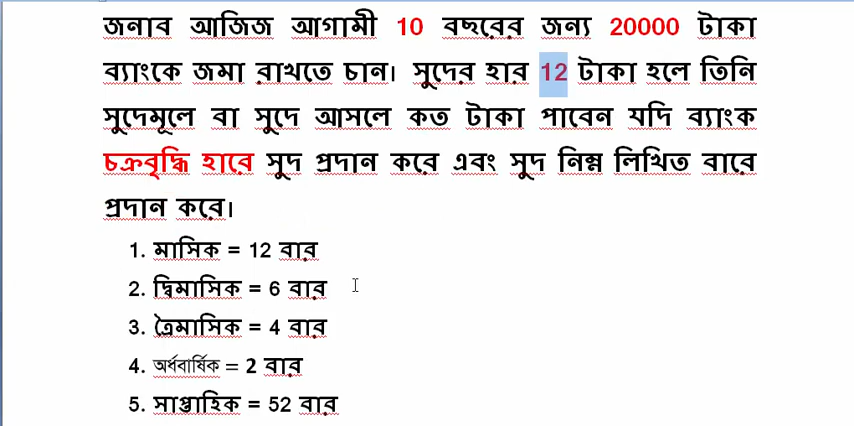 জনাব আজিজ আগামী 10 বছরের জন্য 20000 টাকা
ব্যাংকে জমা রাখতে চান। সুদের হার 12 টাকা হলে তিনি
সুদেমূলে বা সুদে আসলে কত টাকা পাবেন যদি ব্যাংক
চক্রবৃদ্ধি হারে সুদ প্রদান করে এবং সুদ নিম্ন লিখিত বারে
প্রদান করে।
1. মাসিক = 12 বার
2. দ্বিমাসিক = 6 বার
3. ত্রৈমাসিক = 4 বার
4. অর্ধবার্ষিক = 2 বার
5. সাপ্তাহিক = 52 বার